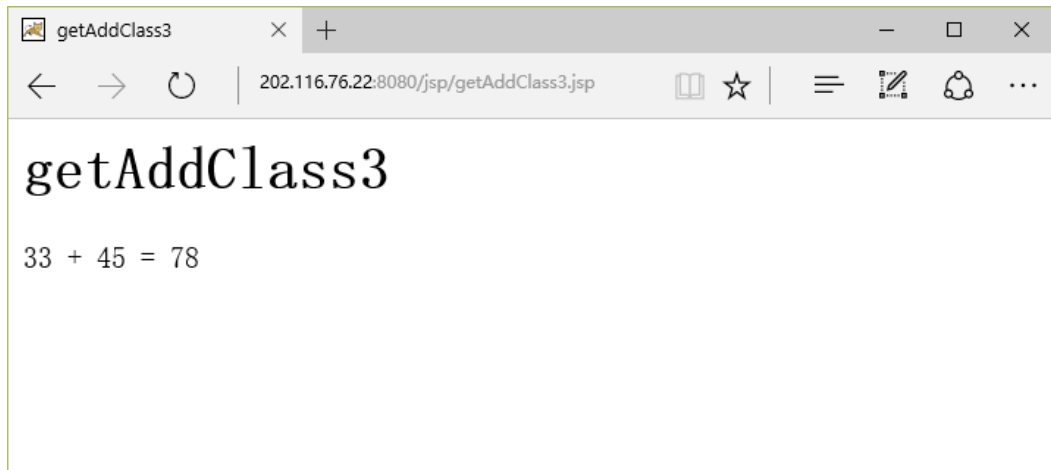 getAddClass3
202.116.76.22:8080/jsp/getAddClass3.jsp
getAddClass3
33 + 45 = 78